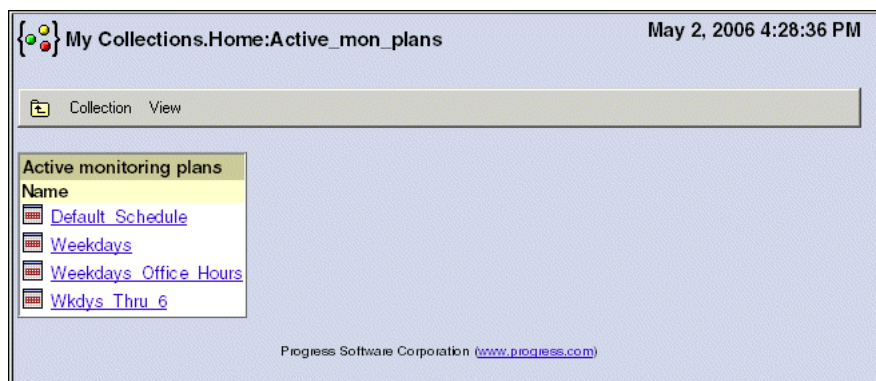 My Collections.Home:Active_mon_plans
May 2, 2006 4:28:36 PM
Collection View
Active monitoring plans
Name
Default_Schedule
Weekdays
Weekdays_Office_Hours
Wkdys_Thru_6
Progress Software Corporation (www.progress.com)